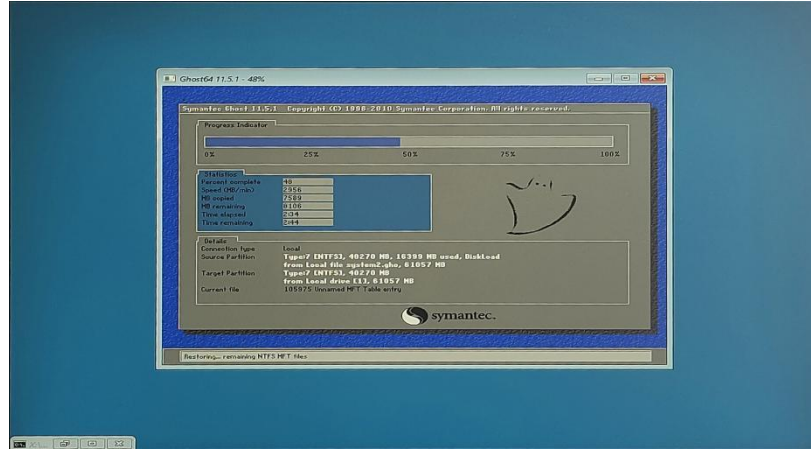 Ghost64 11.5.1 - 48%
Symantec Ghost 11.5.1 Copyright (C) 1998-2010 Symantec Corporation. All rights reserved.
Progress Indicator
0% 25% 50% 75% 100%
Statistics
Percent complete 48
Speed (MB/min) 2956
MB copied 7589
MB remaining 8106
Time elapsed 2:34
Time remaining 2:44
Details
Connection type Local
Source Partition Type:7 [NTFS], 40270 MB, 16399 MB used, DiskLoad
from Local file system2.gho, 61057 MB
Target Partition Type:7 [NTFS], 40270 MB
from Local drive [1], 61057 MB
Current file 105975 Unnamed MFT Table entry
symantec.
Restoring... remaining NTFS MFT files